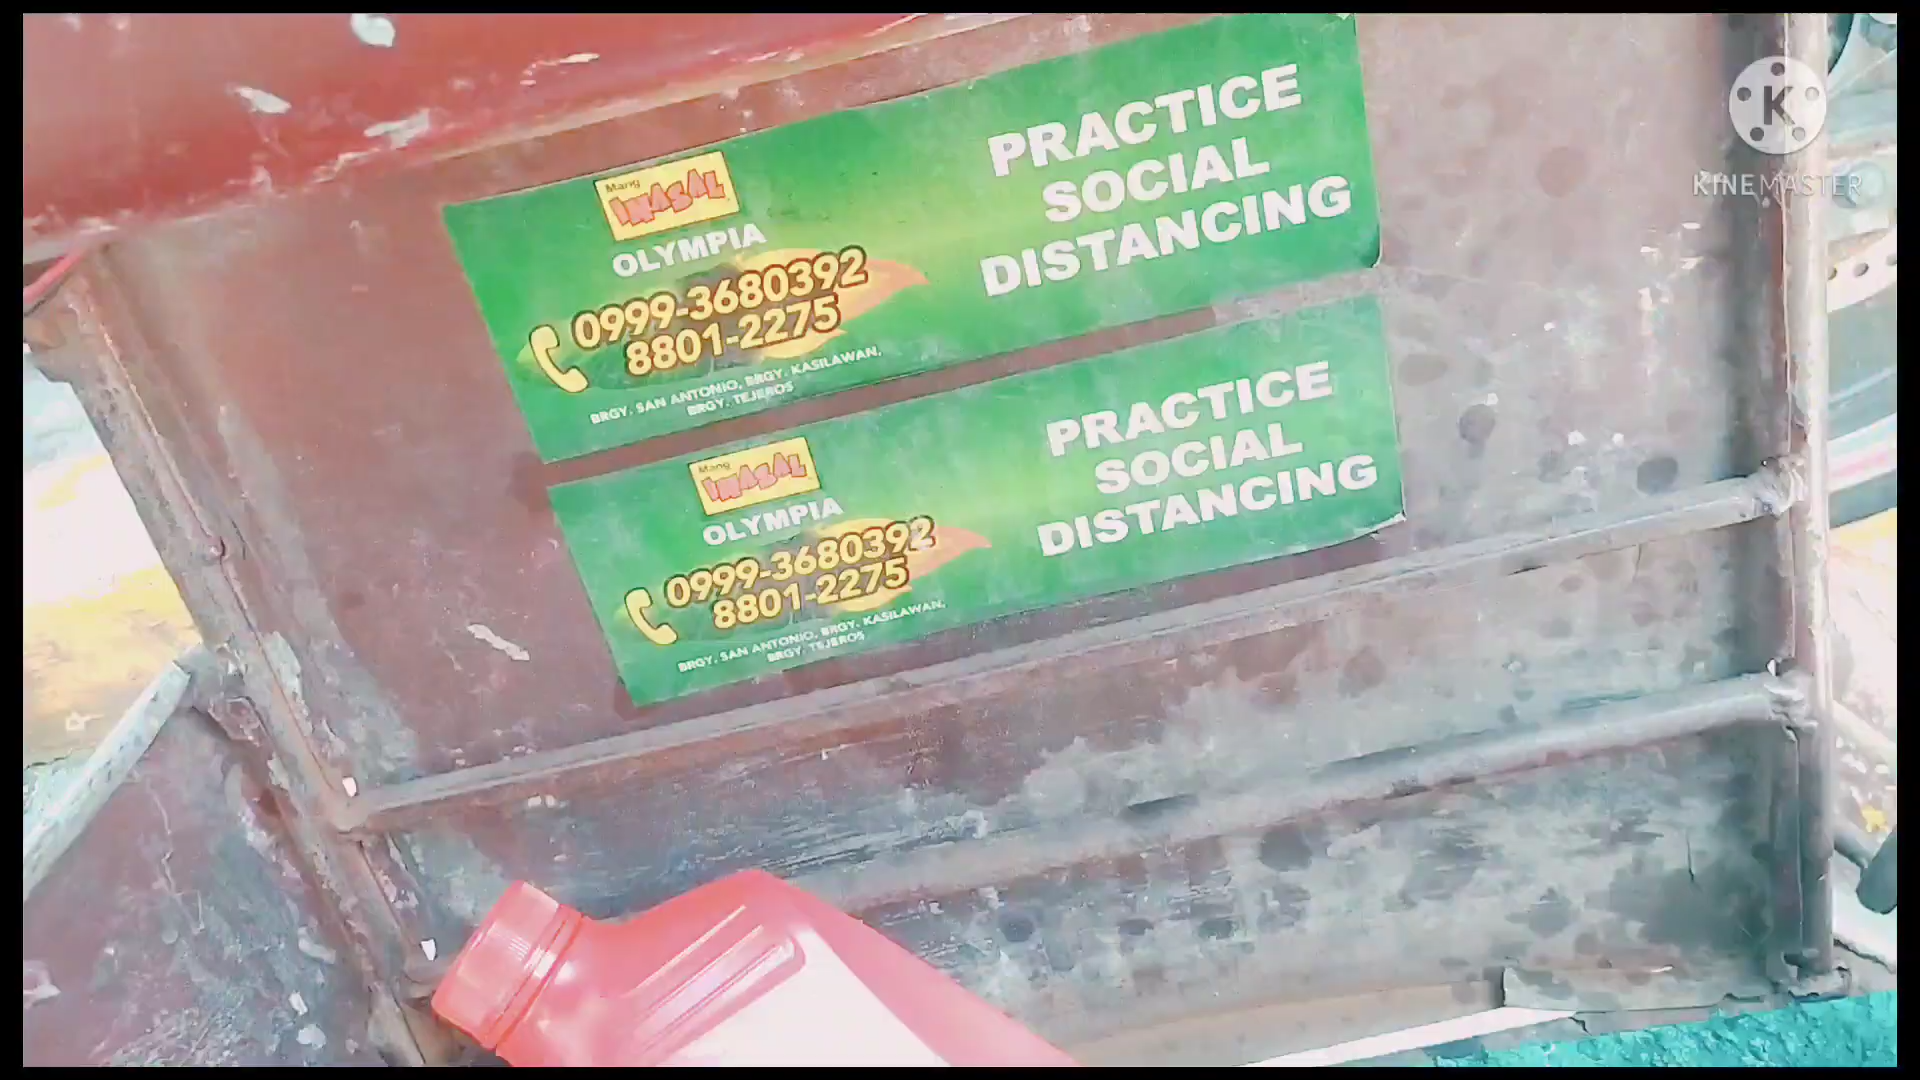 Mang
INASAL
OLYMPIA
0999-3680392
8801-2275
BRGY. SAN ANTONIO, BRGY. KASILAWAN,
BRGY. TEJEROS
PRACTICE
SOCIAL
DISTANCING
Mang
INASAL
OLYMPIA
0999-3680392
8801-2275
BRGY. SAN ANTONIO, BRGY. KASILAWAN,
BRGY. TEJEROS
PRACTICE
SOCIAL
DISTANCING
K
KINEMASTER